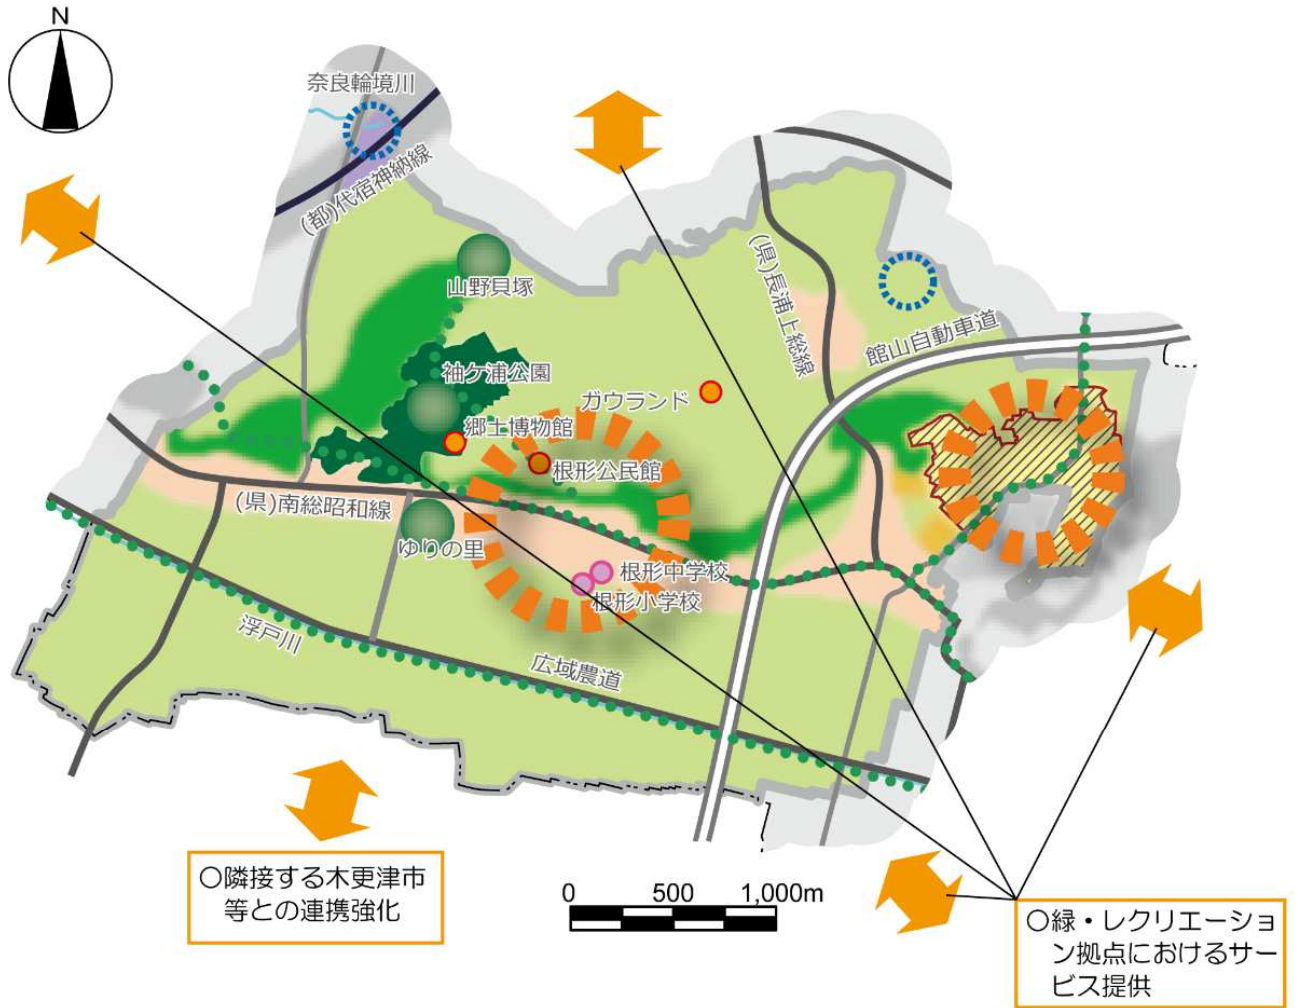 N
奈良輪境川
(都)代宿神納線
山野貝塚
(県)長浦上総線
館山自動車道
袖ケ浦公園
ガウランド
郷土博物館
根形公民館
(県)南総昭和線
ゆりの里
根形中学校
根形小学校
浮戸川
広域農道
〇隣接する木更津市
等との連携強化
0 500 1,000m
〇緑・レクリエーショ
ン拠点におけるサー
ビス提供